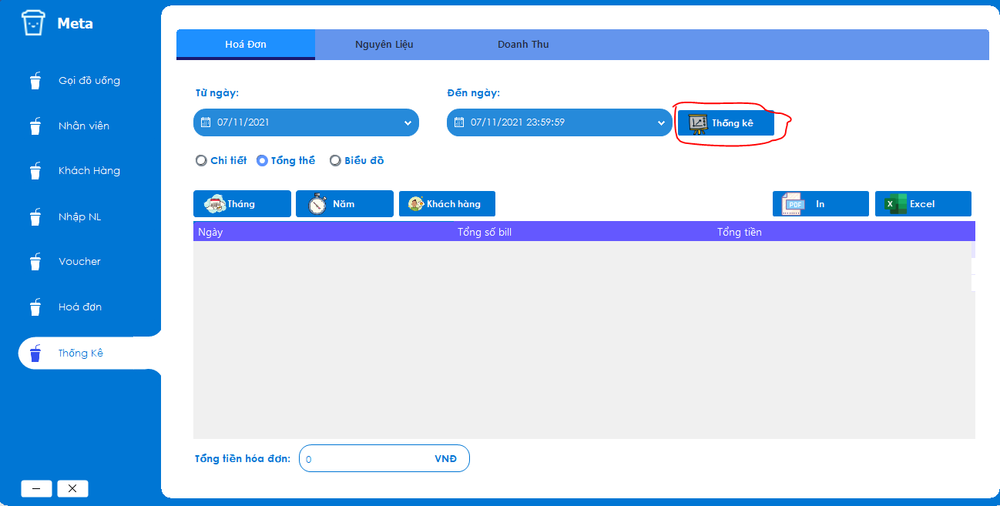 Meta
Gọi đồ uống
Nhân viên
Khách Hàng
Nhập NL
Voucher
Hoá đơn
Thống Kê
Hoá Đơn Nguyên Liệu Doanh Thu
Từ ngày: Đến ngày:
07/11/2021 07/11/2021 23:59:59 Thống kê
Chi tiết Tổng thể Biểu đồ
Tháng Năm Khách hàng PDF In X Excel
Ngày Tổng số bill Tổng tiền
Tổng tiền hóa đơn: 0 VNĐ